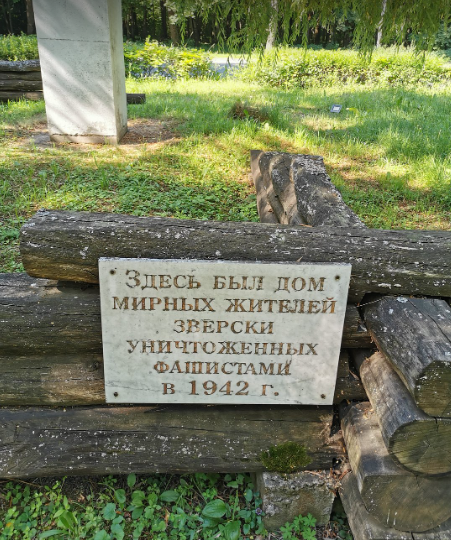 Здесь был дом
мирных жителей
зверски
уничтоженных
фашистами
в 1942 г.